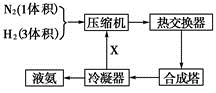 N₂(1体积)
H₂(3体积)
压缩机
热交换器
X
液氨
冷凝器
合成塔